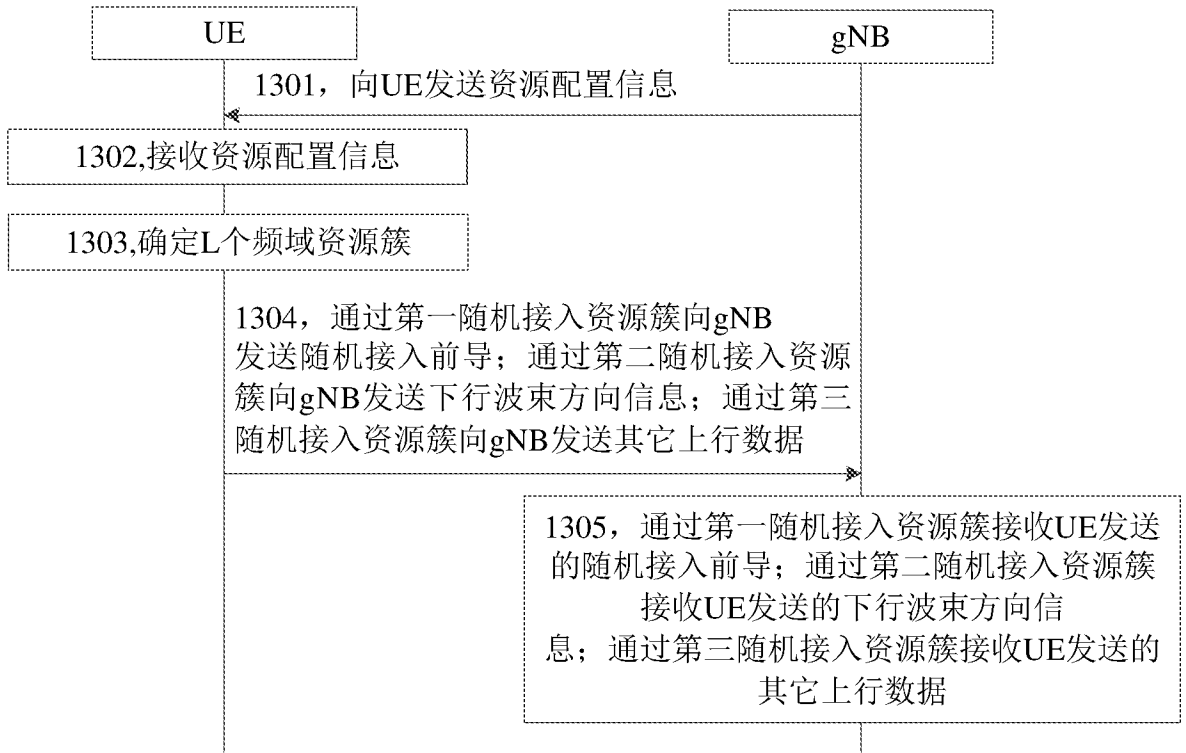 UE
gNB
1301，向UE发送资源配置信息
1302,接收资源配置信息
1303,确定L个频域资源簇
1304，通过第一随机接入资源簇向gNB
发送随机接入前导；通过第二随机接入资源
簇向gNB发送下行波束方向信息；通过第三
随机接入资源簇向gNB发送其它上行数据
1305，通过第一随机接入资源簇接收UE发送
的随机接入前导；通过第二随机接入资源簇
接收UE发送的下行波束方向信
息；通过第三随机接入资源簇接收UE发送的
其它上行数据